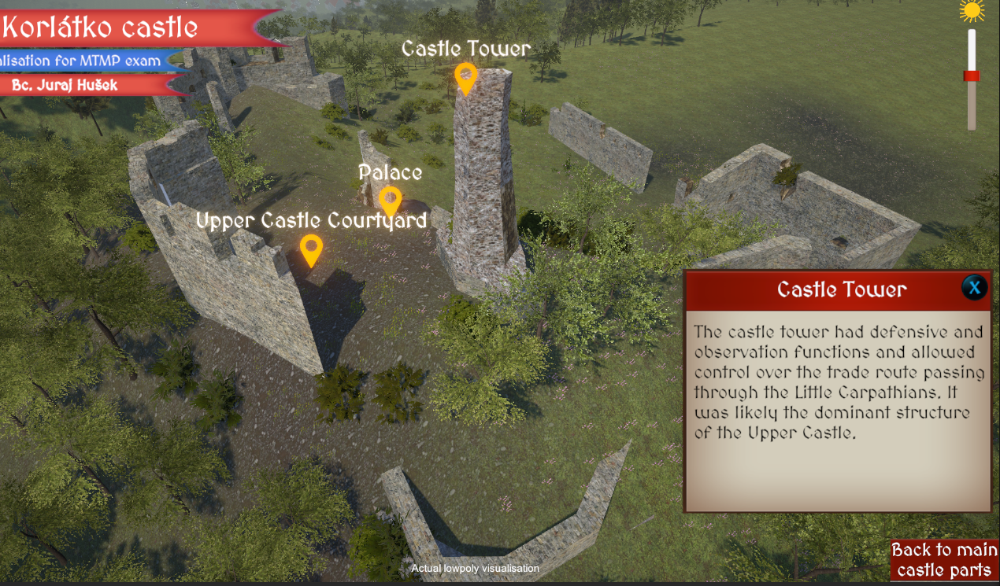 Korlátko castle
alisation for MTMP exam
Bc. Juraj Hušek
Castle Tower
Palace
Upper Castle Courtyard
Castle Tower
X
The castle tower had defensive and
observation functions and allowed
control over the trade route passing
through the Little Carpathians. It
was likely the dominant structure
of the Upper Castle.
Back to main
castle parts
Actual lowpoly visualisation